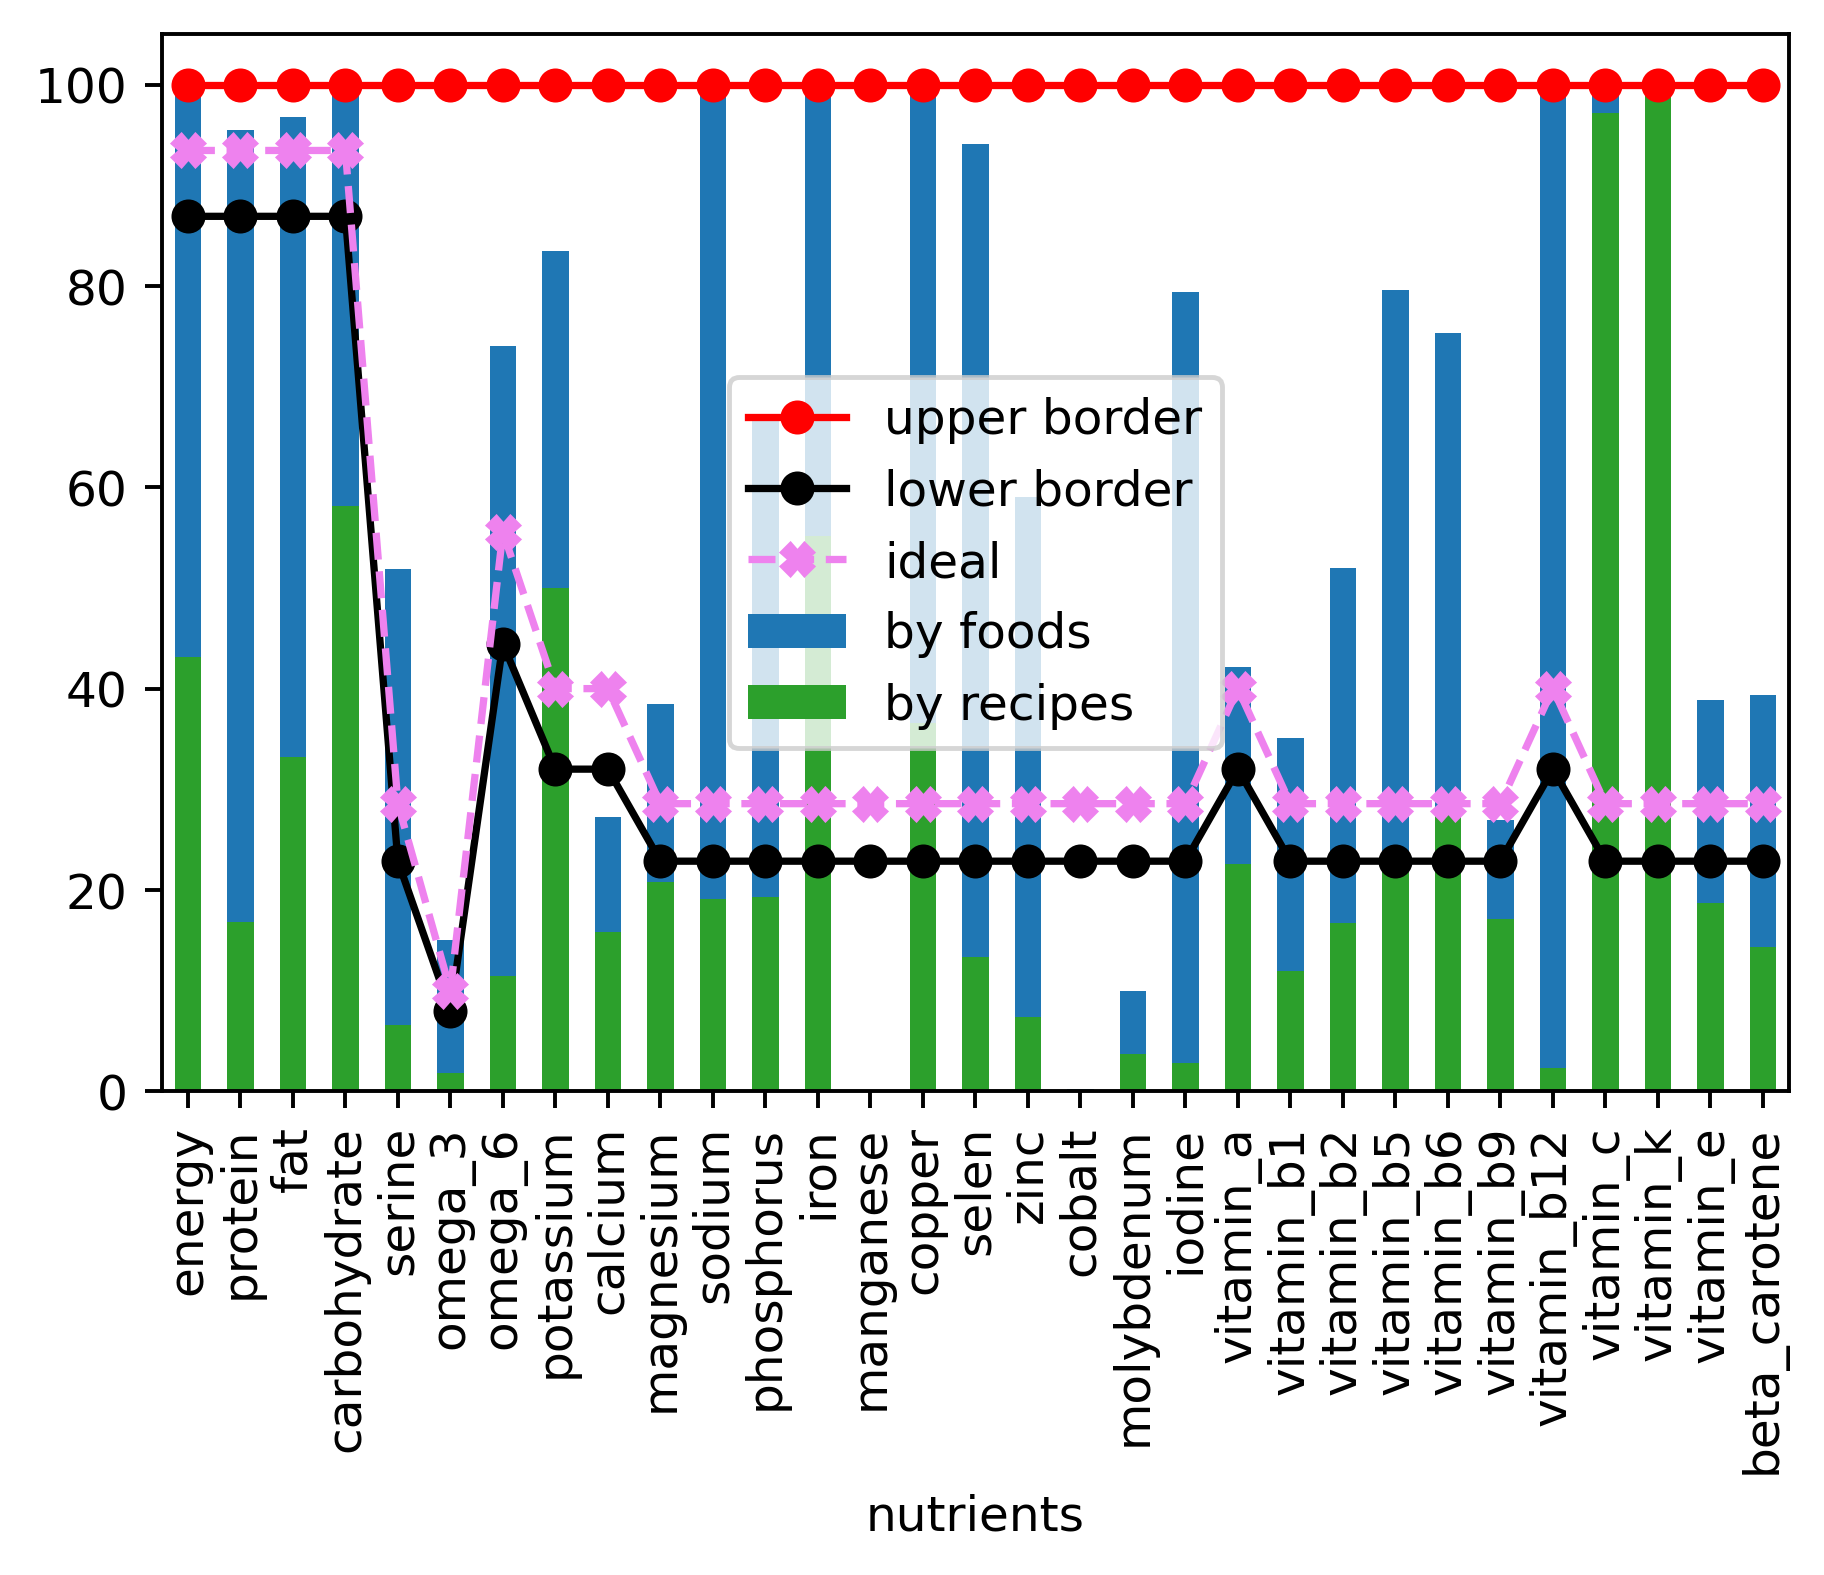 100
80
60
40
20
0
upper border
lower border
ideal
by foods
by recipes
energy
protein
fat
carbohydrate
serine
omega_3
omega_6
potassium
calcium
magnesium
sodium
phosphorus
iron
manganese
copper
selen
zinc
cobalt
molybdenum
iodine
vitamin_a
vitamin_b1
vitamin_b2
vitamin_b5
vitamin_b6
vitamin_b9
vitamin_b12
vitamin_c
vitamin_k
vitamin_e
beta_carotene
nutrients